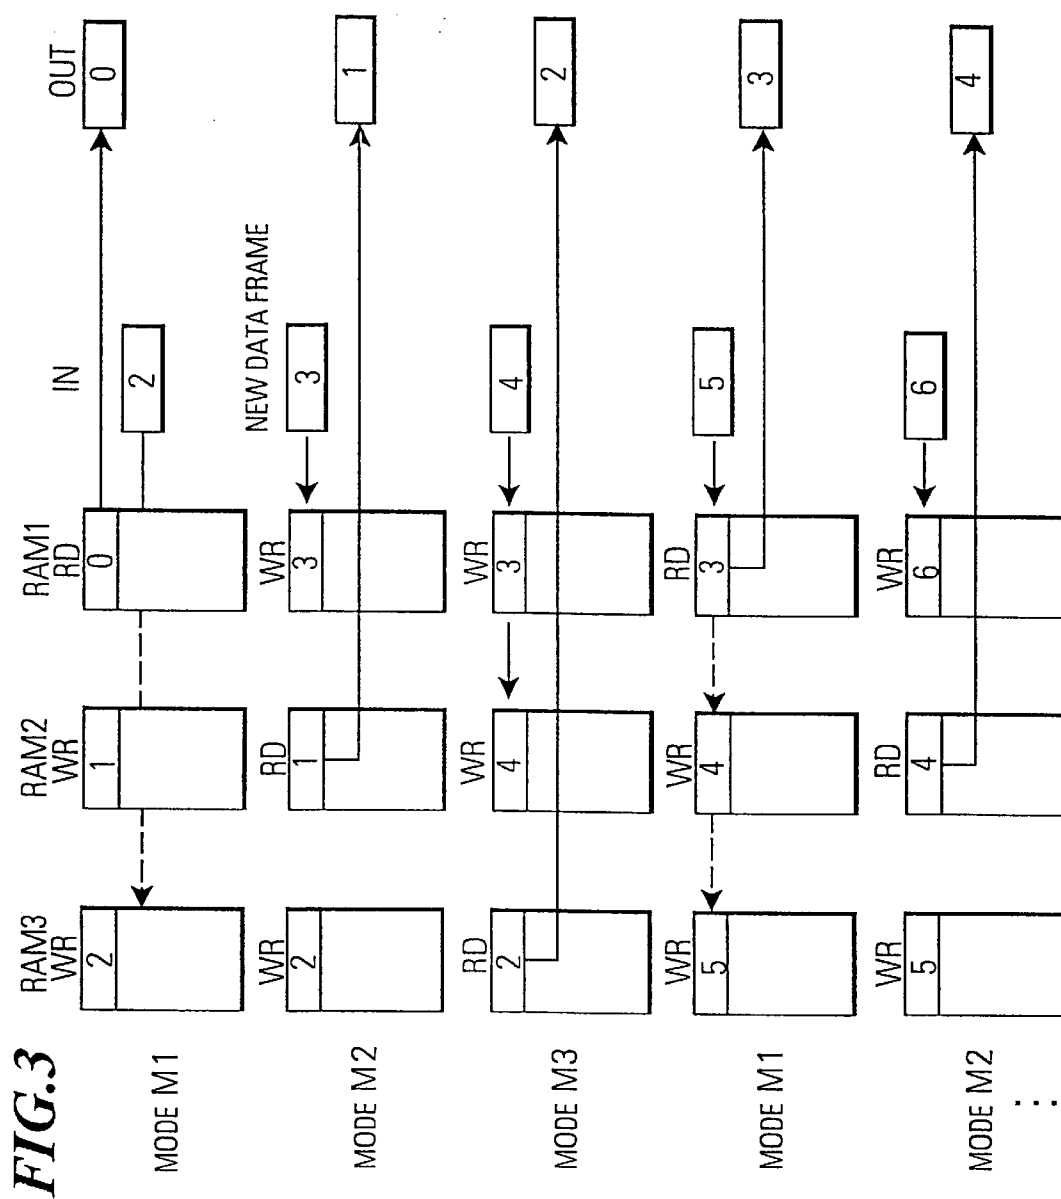 FIG.3
RAM3 RAM2 RAM1 IN OUT
WR WR RD
MODE M1 2 1 0 2 0
NEW DATA FRAME
WR RD WR
MODE M2 2 1 3 3 1
RD WR WR
MODE M3 2 4 3 4 2
WR WR RD
MODE M1 5 4 3 5 3
WR RD WR
MODE M2 5 4 6 6 4